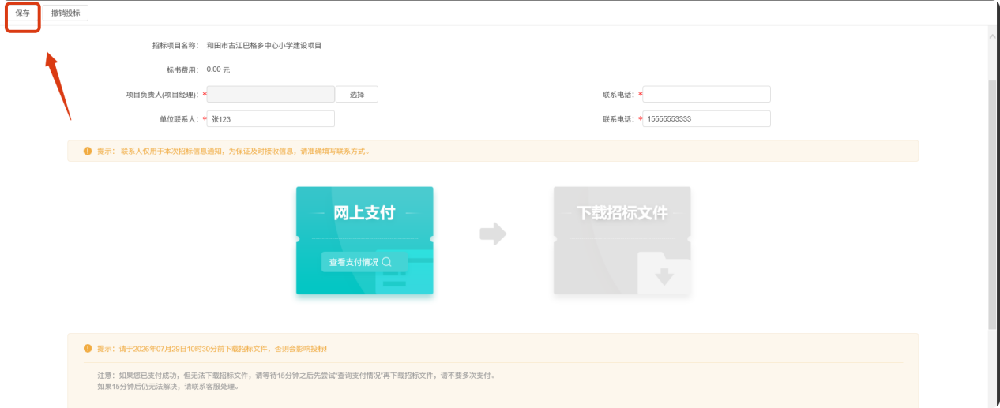 保存 撤销投标
招标项目名称： 和田市古江巴格乡中心小学建设项目
标书费用： 0.00 元
项目负责人(项目经理)：* 选择 联系电话：*
单位联系人：* 张123 联系电话：* 15555553333
提示： 联系人仅用于本次招标信息通知，为保证及时接收信息，请准确填写联系方式。
网上支付 下载招标文件
查看支付情况
提示：请于2026年07月29日10时30分前下载招标文件，否则会影响投标!
注意：如果您已支付成功，但无法下载招标文件，请等待15分钟之后先尝试“查询支付情况”再下载招标文件，请不要多次支付。
如果15分钟后仍无法解决，请联系客服处理。